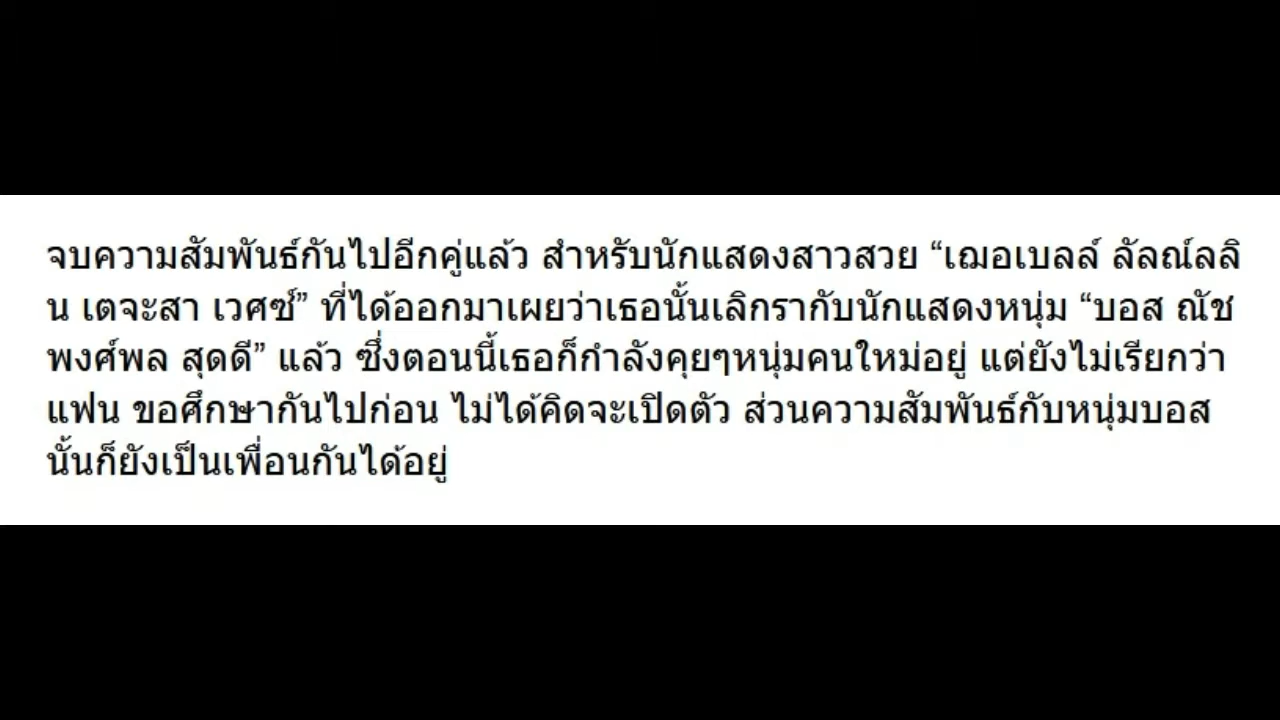 จบความสัมพันธ์กันไปอีกคู่แล้ว สำหรับนักแสดงสาวสวย “เฌอเบลล์ ลัลณ์ลลิ
น เตจะสา เวศซ์” ที่ได้ออกมาเผยว่าเธอนั้นเลิกรากับนักแสดงหนุ่ม “บอส ณัช
พงศ์พล สุดดี” แล้ว ซึ่งตอนนี้เธอก็กำลังคุยๆหนุ่มคนใหม่อยู่ แต่ยังไม่เรียกว่า
แฟน ขอศึกษากันไปก่อน ไม่ได้คิดจะเปิดตัว ส่วนความสัมพันธ์กับหนุ่มบอส
นั้นก็ยังเป็นเพื่อนกันได้อยู่